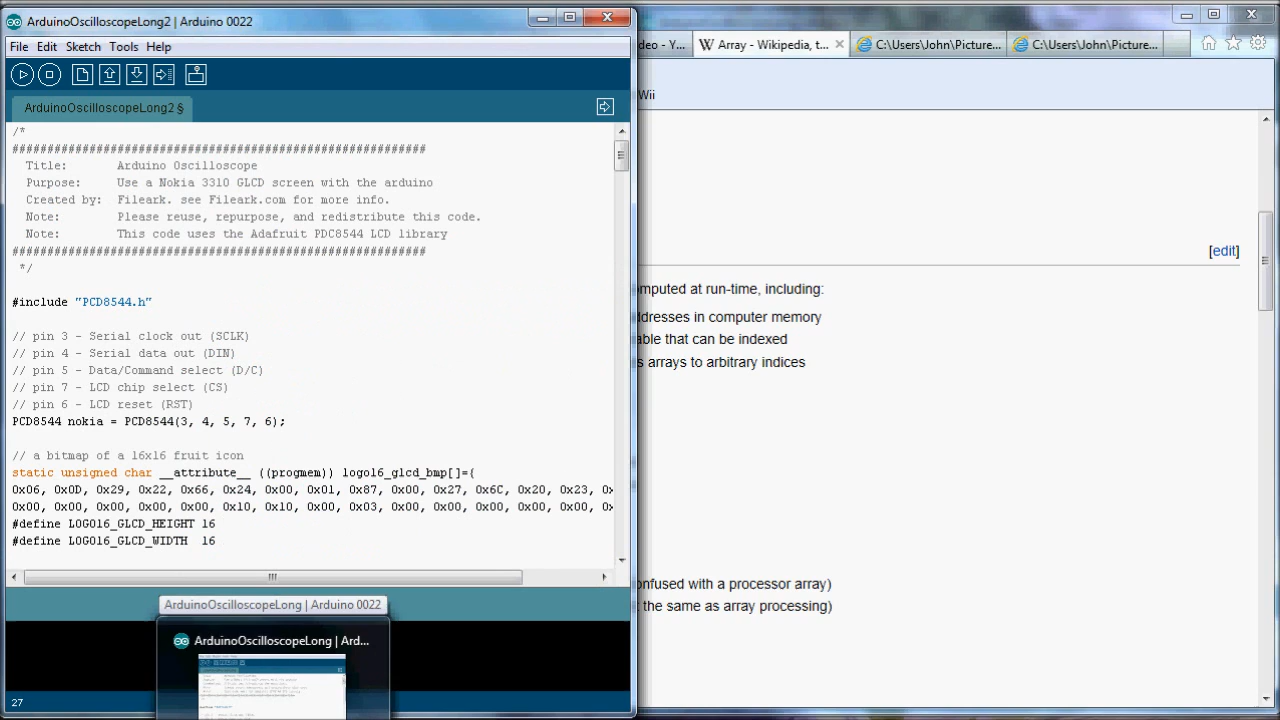 ArduinoOscilloscopeLong2 | Arduino 0022
File Edit Sketch Tools Help
ArduinoOscilloscopeLong2 §
/*
##########################################################
Title: Arduino Oscilloscope
Purpose: Use a Nokia 3310 GLCD screen with the arduino
Created by: Fileark. see Fileark.com for more info.
Note: Please reuse, repurpose, and redistribute this code.
Note: This code uses the Adafruit PDC8544 LCD library
##########################################################
*/
#include "PCD8544.h"
// pin 3 - Serial clock out (SCLK)
// pin 4 - Serial data out (DIN)
// pin 5 - Data/Command select (D/C)
// pin 7 - LCD chip select (CS)
// pin 6 - LCD reset (RST)
PCD8544 nokia = PCD8544(3, 4, 5, 7, 6);
// a bitmap of a 16x16 fruit icon
static unsigned char __attribute__ ((progmem)) logo16_glcd_bmp[]={
0x06, 0x0D, 0x29, 0x22, 0x66, 0x24, 0x00, 0x01, 0x87, 0x00, 0x27, 0x6C, 0x20, 0x23, 0x
0x00, 0x00, 0x00, 0x00, 0x00, 0x10, 0x10, 0x00, 0x03, 0x00, 0x00, 0x00, 0x00, 0x00, 0x
#define LOGO16_GLCD_HEIGHT 16
#define LOGO16_GLCD_WIDTH 16
ArduinoOscilloscopeLong | Arduino 0022
ArduinoOscilloscopeLong | Ard...
27
deo - Y...
W Array - Wikipedia, t...
C:\Users\John\Picture...
C:\Users\John\Picture...
Wii
[edit]
omputed at run-time, including:
ddresses in computer memory
able that can be indexed
s arrays to arbitrary indices
onfused with a processor array)
the same as array processing)